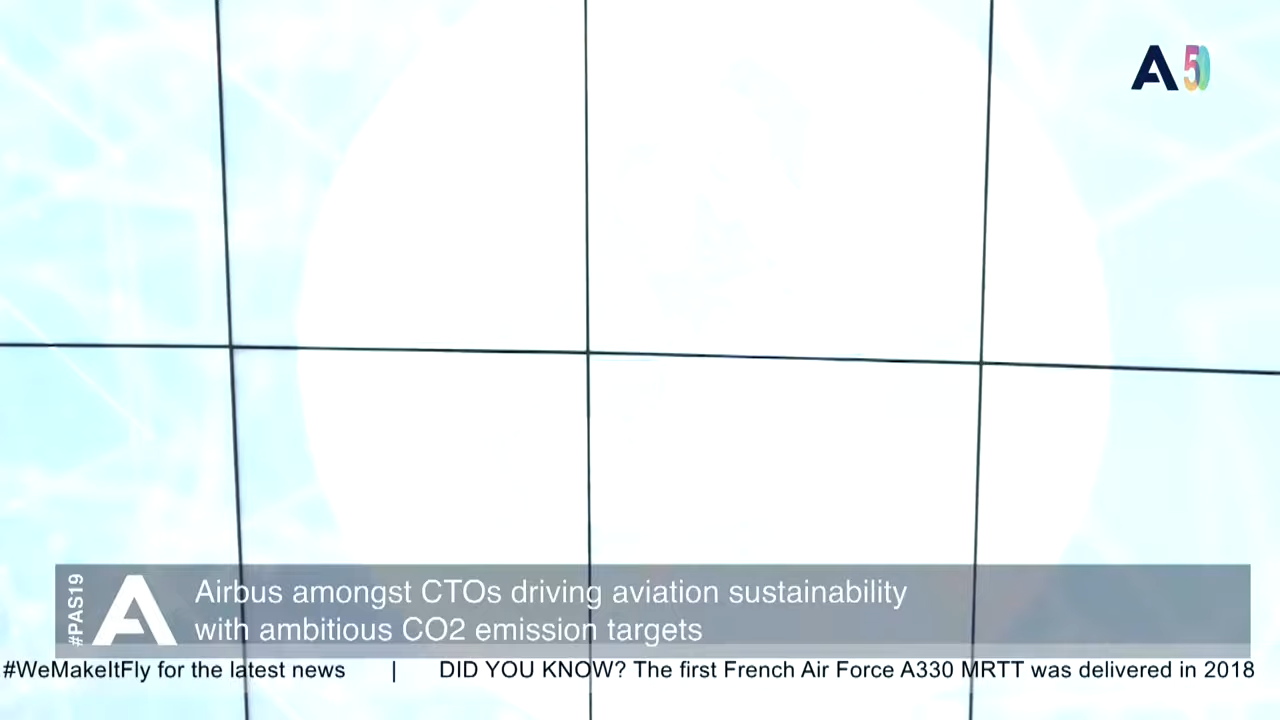 A 50
#PAS19
A
Airbus amongst CTOs driving aviation sustainability
with ambitious CO2 emission targets
#WeMakeItFly for the latest news | DID YOU KNOW? The first French Air Force A330 MRTT was delivered in 2018